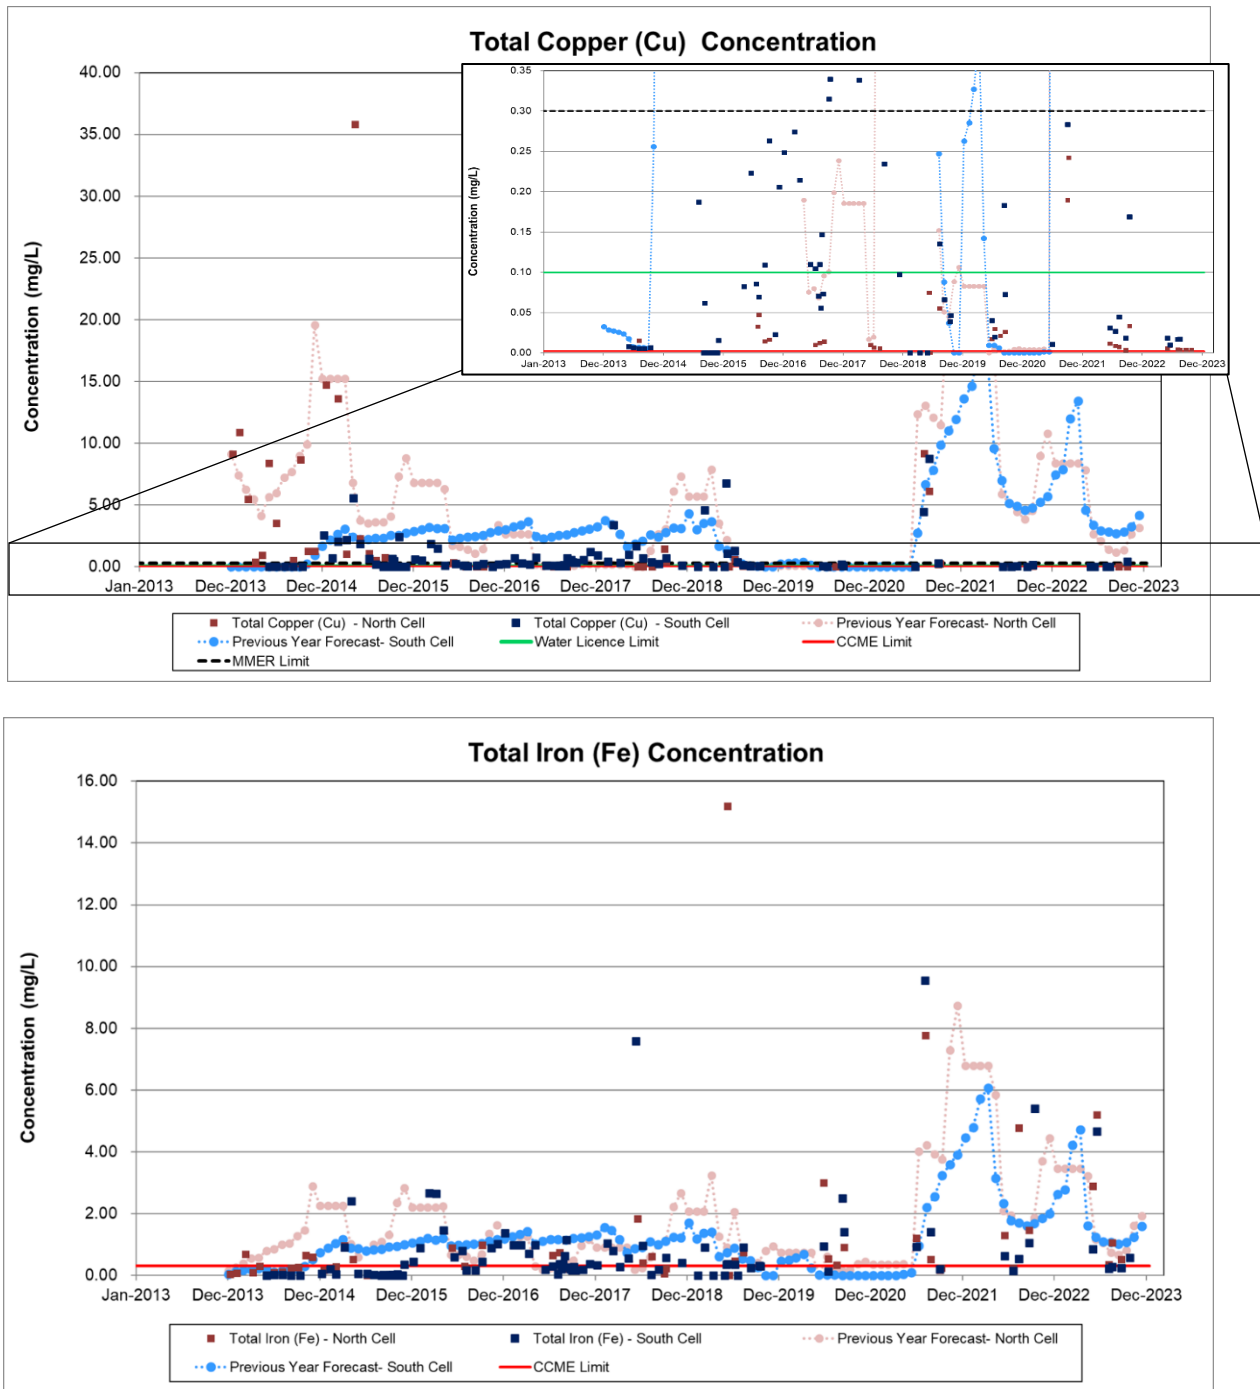 Total Copper (Cu)  Concentration
40.00
35.00
30.00
25.00
20.00
15.00
10.00
5.00
0.00
Concentration (mg/L)
Jan-2013 Dec-2013 Dec-2014 Dec-2015 Dec-2016 Dec-2017 Dec-2018 Dec-2019 Dec-2020 Dec-2021 Dec-2022 Dec-2023
0.35
0.30
0.25
0.20
0.15
0.10
0.05
0.00
Concentration (mg/L)
Jan-2013 Dec-2013 Dec-2014 Dec-2015 Dec-2016 Dec-2017 Dec-2018 Dec-2019 Dec-2020 Dec-2021 Dec-2022 Dec-2023
Total Copper (Cu)  - North Cell Total Copper (Cu)  - South Cell Previous Year Forecast- North Cell
Previous Year Forecast- South Cell Water Licence Limit CCME Limit
MMER Limit
Total Iron (Fe) Concentration
16.00
14.00
12.00
10.00
8.00
6.00
4.00
2.00
0.00
Concentration (mg/L)
Jan-2013 Dec-2013 Dec-2014 Dec-2015 Dec-2016 Dec-2017 Dec-2018 Dec-2019 Dec-2020 Dec-2021 Dec-2022 Dec-2023
Total Iron (Fe) - North Cell Total Iron (Fe) - South Cell Previous Year Forecast- North Cell
Previous Year Forecast- South Cell CCME Limit